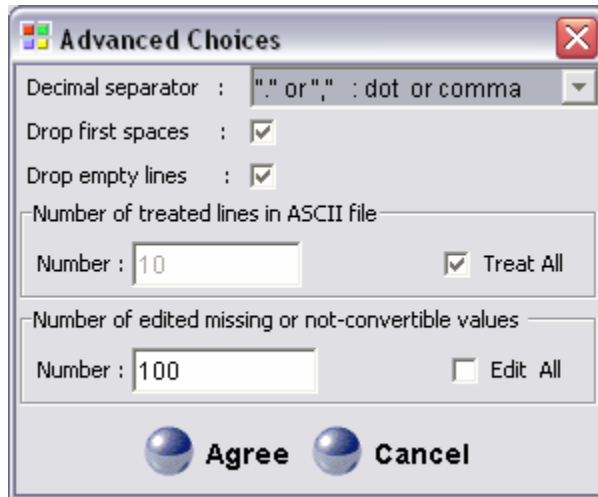 Advanced Choices
Decimal separator : "." or "," : dot or comma
Drop first spaces :
Drop empty lines :
Number of treated lines in ASCII file
Number : 10 Treat All
Number of edited missing or not-convertible values
Number : 100 Edit All
Agree Cancel